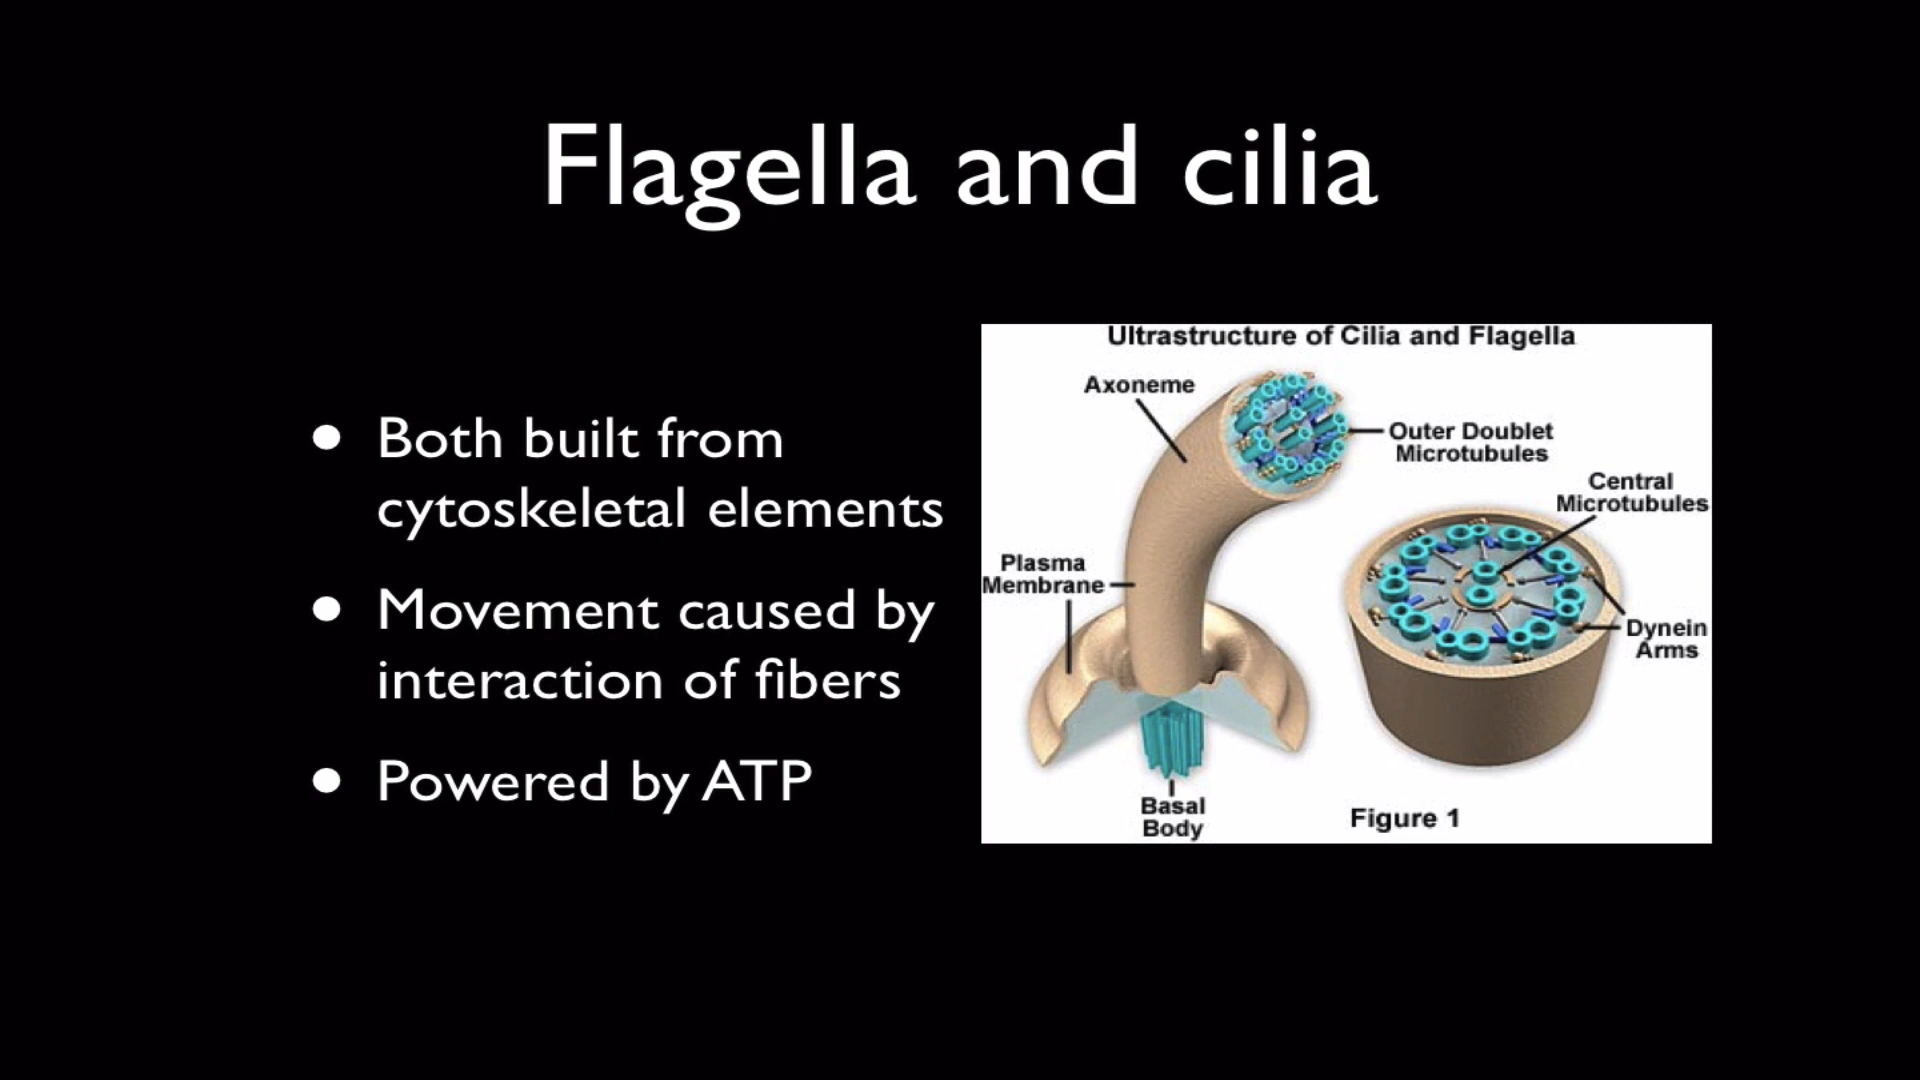 Flagella and cilia
• Both built from
cytoskeletal elements
• Movement caused by
interaction of fibers
• Powered by ATP
Ultrastructure of Cilia and Flagella
Axoneme
Outer Doublet
Microtubules
Central
Microtubules
Plasma
Membrane
Dynein
Arms
Basal
Body
Figure 1